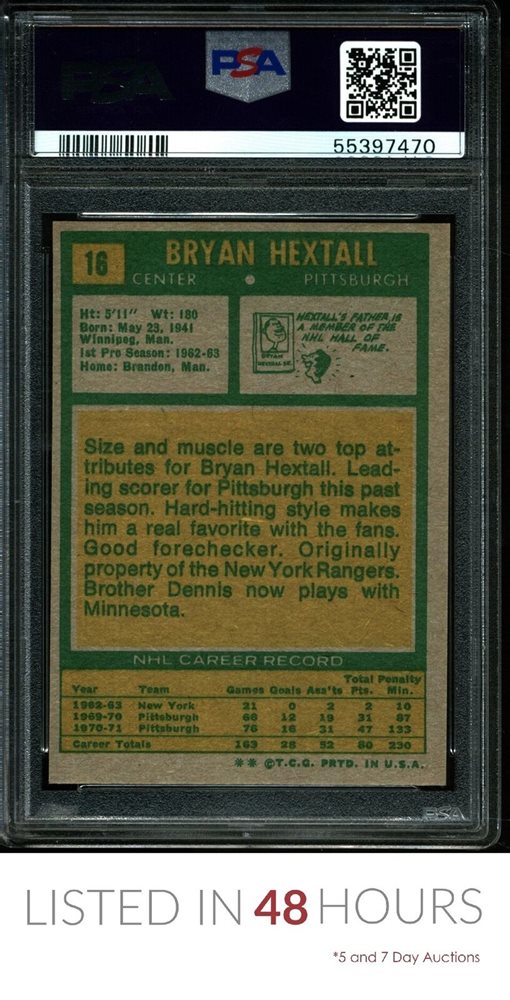 PSA
55397470
16
BRYAN HEXTALL
CENTER • PITTSBURGH
Ht: 5'11" Wt: 180
Born: May 23, 1941
Winnipeg, Man.
1st Pro Season: 1962-63
Home: Brandon, Man.
HEXTALL'S FATHER IS
A MEMBER OF THE
NHL HALL OF
FAME.
BRYAN
HEXTALL SR.
Size and muscle are two top at-
tributes for Bryan Hextall. Lead-
ing scorer for Pittsburgh this past
season. Hard-hitting style makes
him a real favorite with the fans.
Good forechecker. Originally
property of the New York Rangers.
Brother Dennis now plays with
Minnesota.
NHL CAREER RECORD
Total Penalty
Year Team Games Goals Ass'ts Pts. Min.
1962-63 New York 21 0 2 2 10
1969-70 Pittsburgh 66 12 19 31 87
1970-71 Pittsburgh 76 16 31 47 133
Career Totals 163 28 52 80 230
** ©T.C.G. PRTD. IN U.S.A.
PSA
LISTED IN 48 HOURS
*5 and 7 Day Auctions